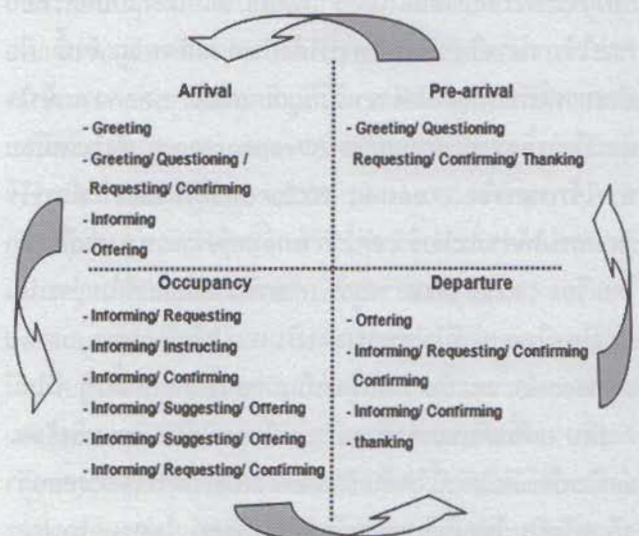 Arrival
- Greeting
- Greeting/ Questioning /
Requesting/ Confirming
- Informing
- Offering
Pre-arrival
- Greeting/ Questioning
Requesting/ Confirming/ Thanking
Occupancy
- Informing/ Requesting
- Informing/ Instructing
- Informing/ Confirming
- Informing/ Suggesting/ Offering
- Informing/ Suggesting/ Offering
- Informing/ Requesting/ Confirming
Departure
- Offering
- Informing/ Requesting/ Confirming
Confirming
- Informing/ Confirming
- thanking